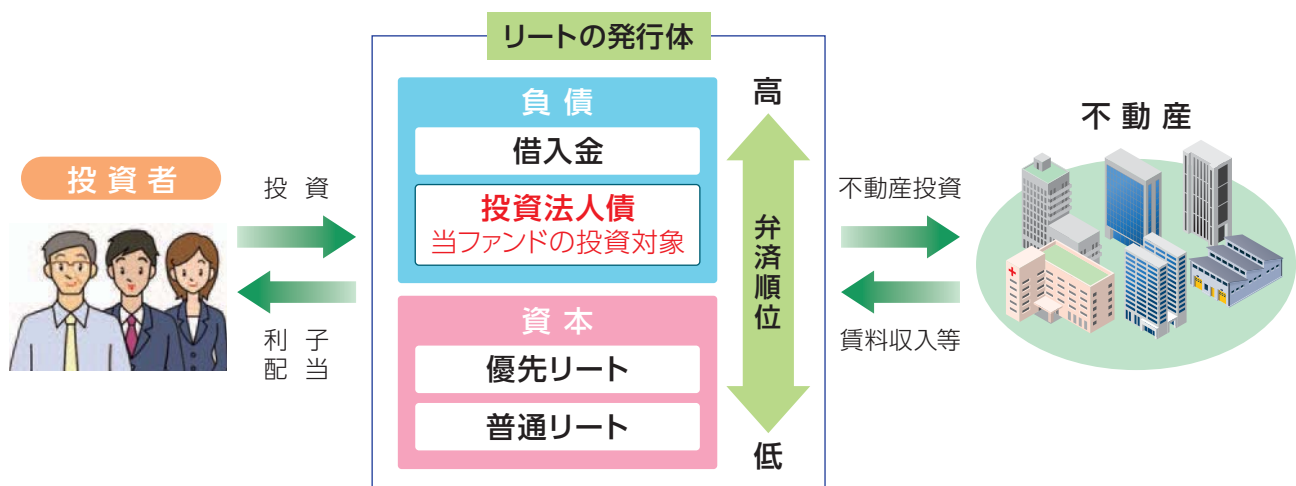 リートの発行体
投資者
投資
利子
配当
負債
借入金
投資法人債
当ファンドの投資対象
資本
優先リート
普通リート
高
弁済順位
低
不動産投資
賃料収入等
不動産